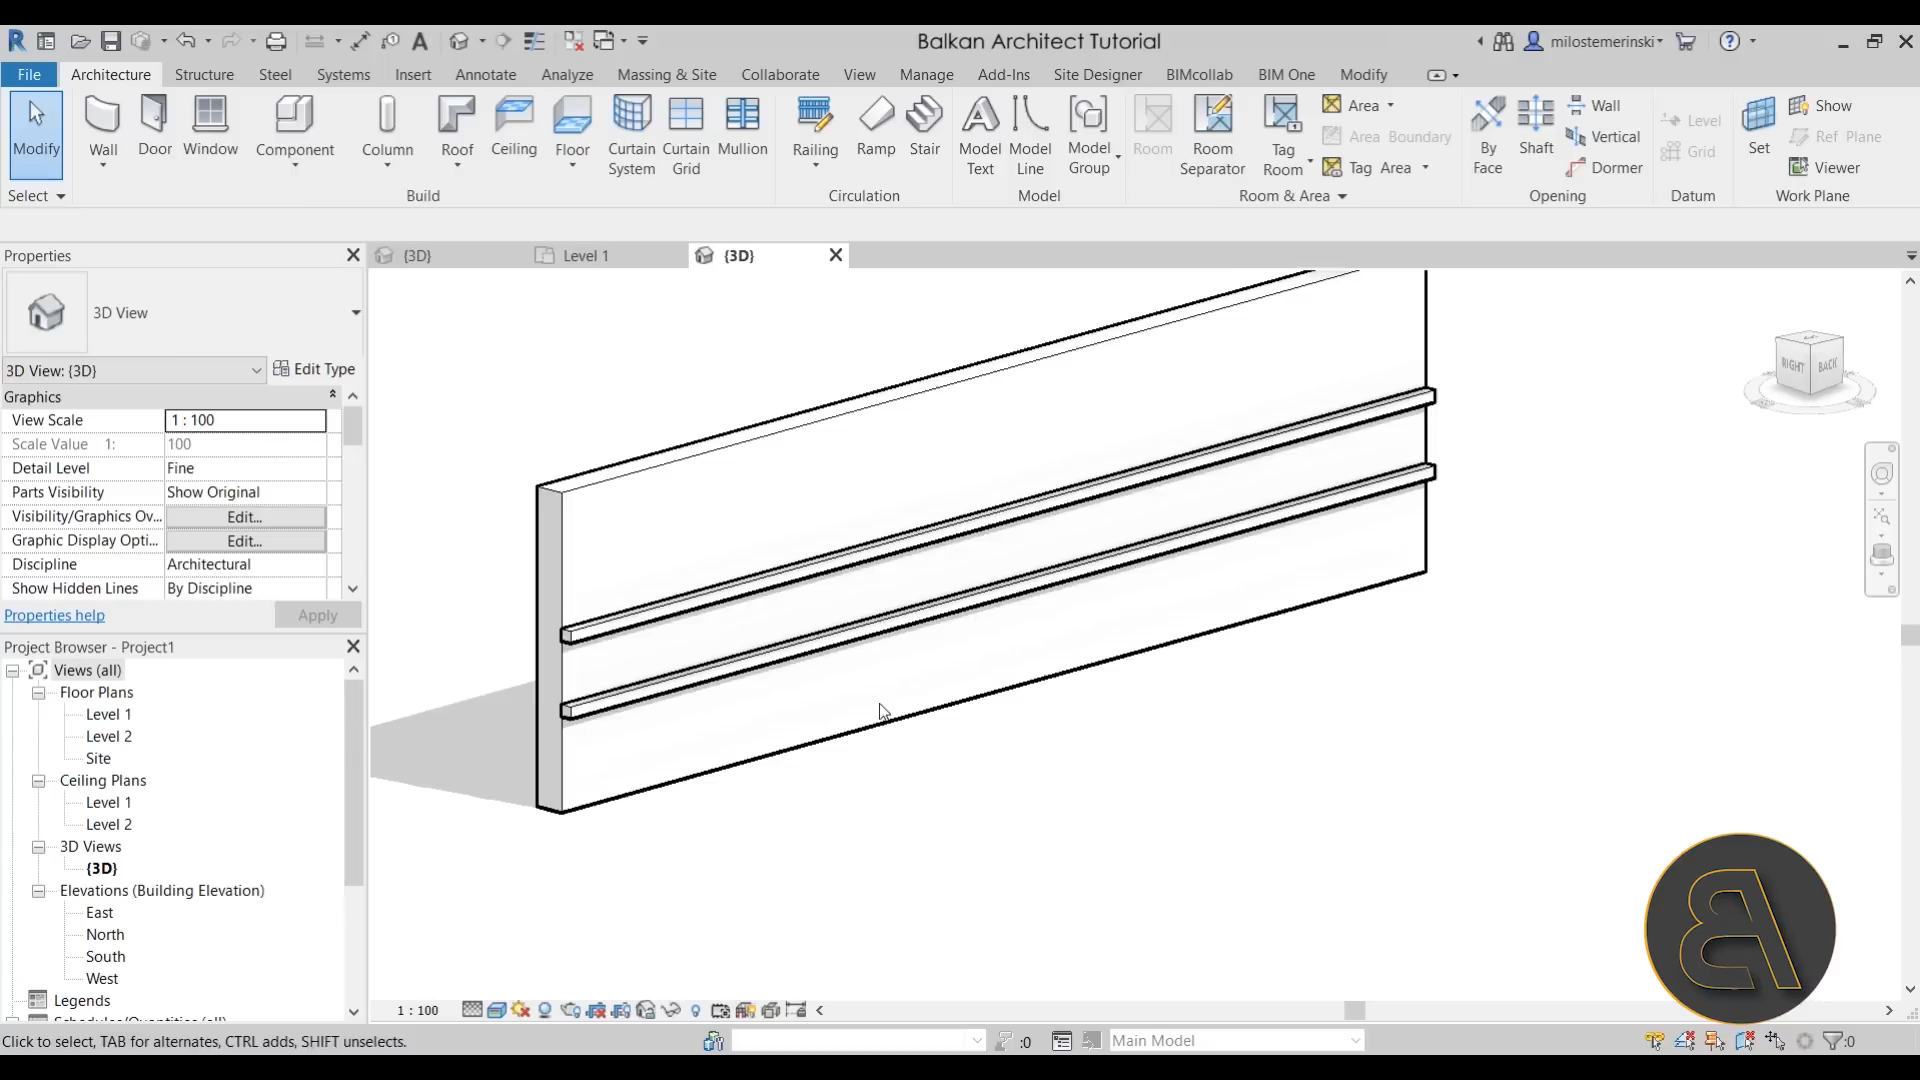 Balkan Architect Tutorial
milostemerinski
File Architecture Structure Steel Systems Insert Annotate Analyze Massing & Site Collaborate View Manage Add-Ins Site Designer BIMcollab BIM One Modify
Modify
Wall
Door
Window
Component
Column
Roof
Ceiling
Floor
Curtain
System
Curtain
Grid
Mullion
Railing
Ramp
Stair
Model
Text
Model
Line
Model
Group
Room
Room
Separator
Tag
Room
Area
Area Boundary
Tag Area
By
Face
Shaft
Wall
Vertical
Dormer
Level
Grid
Set
Show
Ref Plane
Viewer
Select Build Circulation Model Room & Area Opening Datum Work Plane
Properties
{3D} Level 1 {3D}
3D View
3D View: {3D} Edit Type
Graphics
View Scale 1 : 100
Scale Value 1: 100
Detail Level Fine
Parts Visibility Show Original
Visibility/Graphics Ov... Edit...
Graphic Display Opti... Edit...
Discipline Architectural
Show Hidden Lines By Discipline
Properties help Apply
RIGHT BACK
Project Browser - Project1
Views (all)
Floor Plans
Level 1
Level 2
Site
Ceiling Plans
Level 1
Level 2
3D Views
{3D}
Elevations (Building Elevation)
East
North
South
West
Legends
Schedules/Quantities (all)
1 : 100
Click to select, TAB for alternates, CTRL adds, SHIFT unselects. :0 Main Model :0